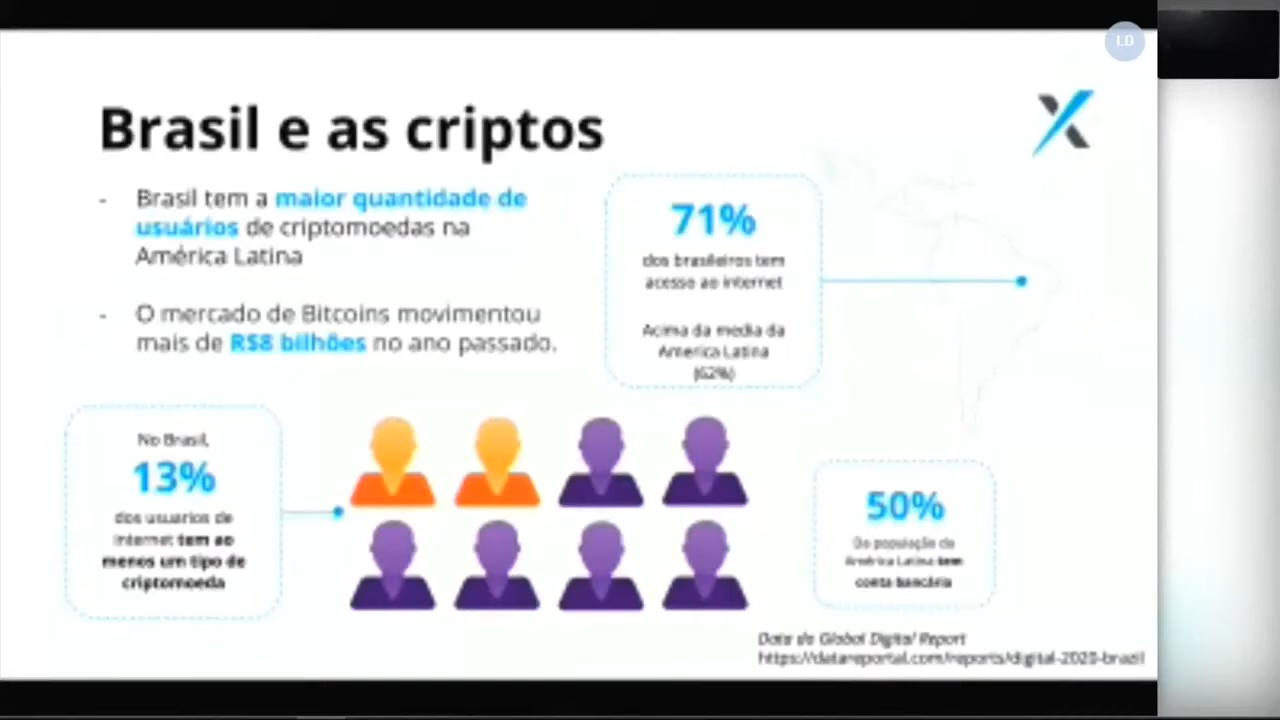 LD
Brasil e as criptos
- Brasil tem a maior quantidade de
usuários de criptomoedas na
América Latina
- O mercado de Bitcoins movimentou
mais de R$8 bilhões no ano passado.
71%
dos brasileiros tem
acesso ao internet
Acima da media da
America Latina
(62%)
No Brasil,
13%
dos usuarios de
internet tem ao
menos um tipo de
criptomoeda
50%
Da população da
América Latina tem
conta bancária
Data do Global Digital Report
https://datareportal.com/reports/digital-2020-brazil